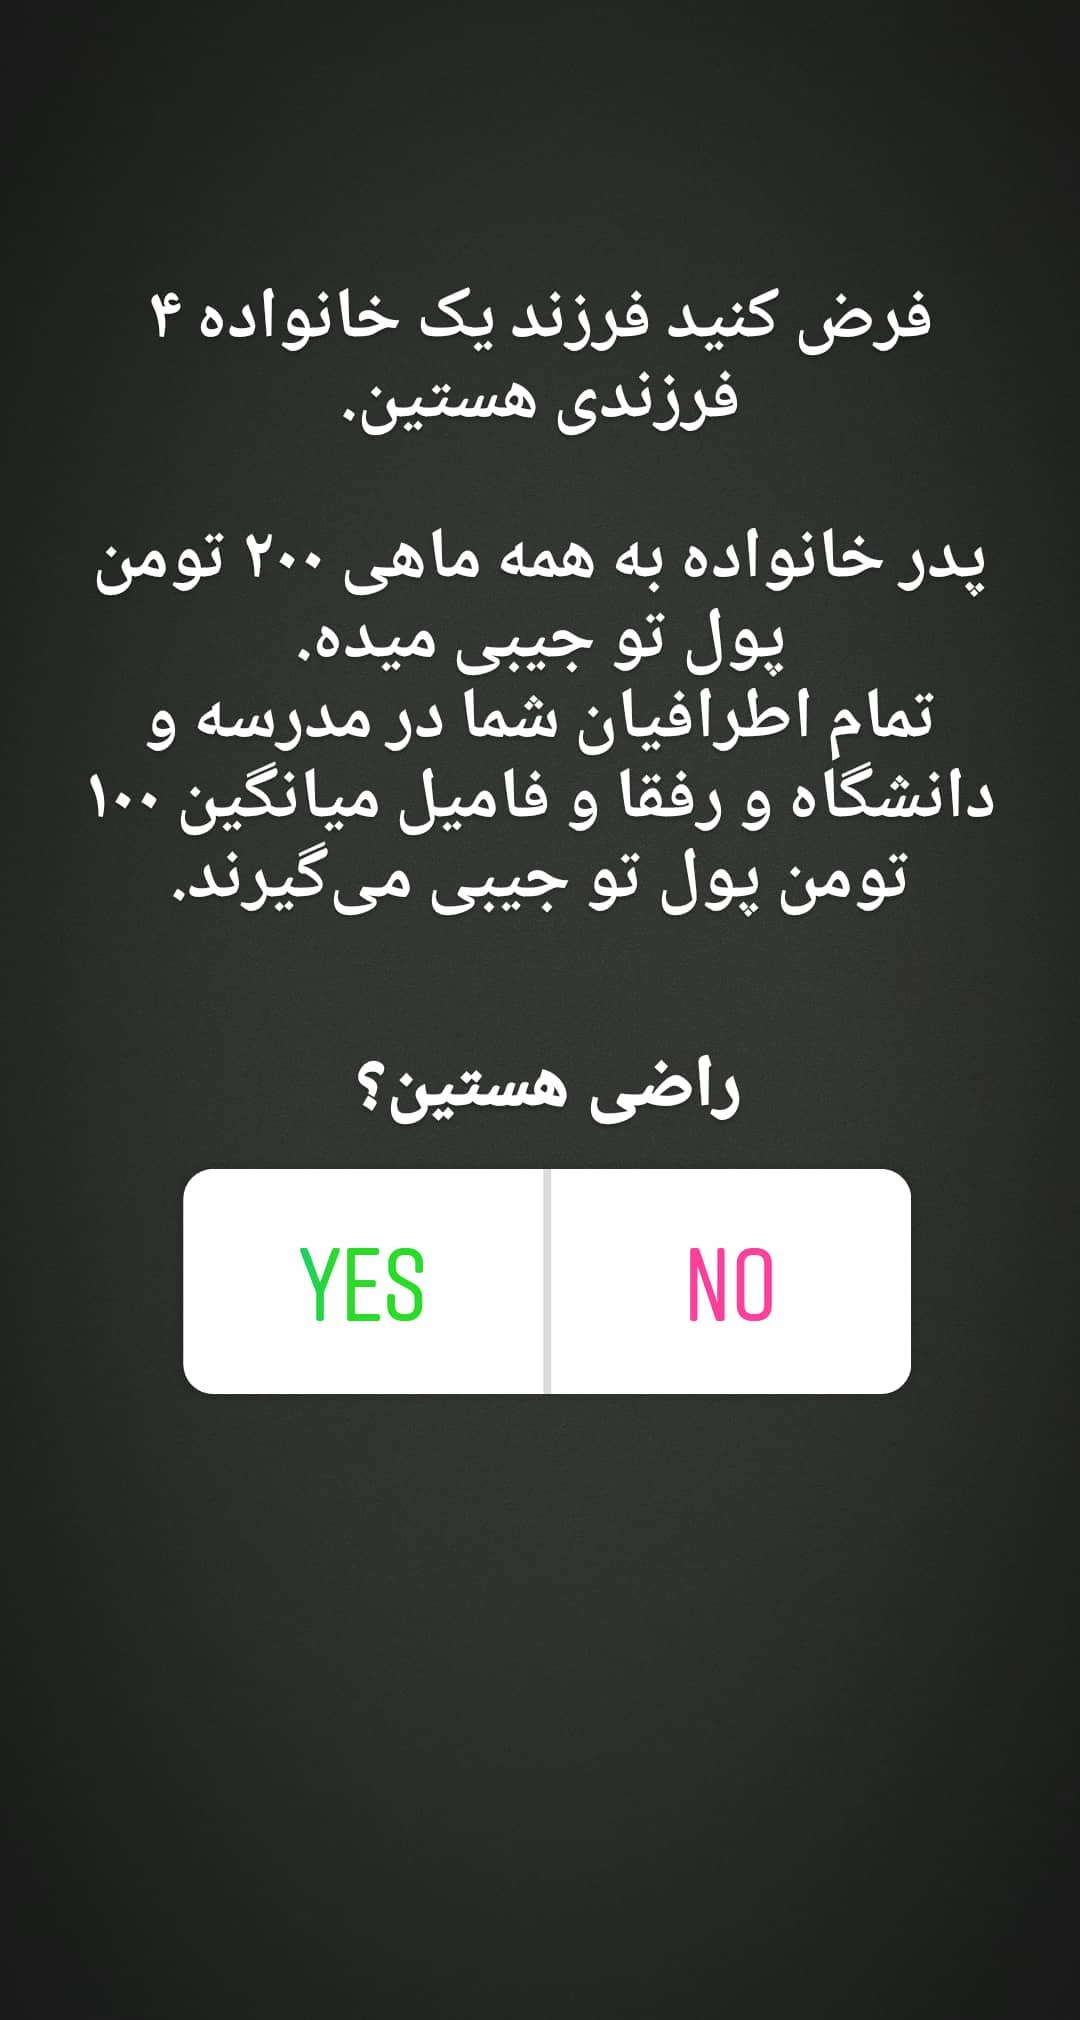 فرض کنید فرزند یک خانواده ۴
فرزندی هستین.
پدر خانواده به همه ماهی ۲۰۰ تومن
پول تو جیبی میده.
تمام اطرافیان شما در مدرسه و
دانشگاه و رفقا و فامیل میانگین ۱۰۰
تومن پول تو جیبی می‌گیرند.
راضی هستین؟
YES NO